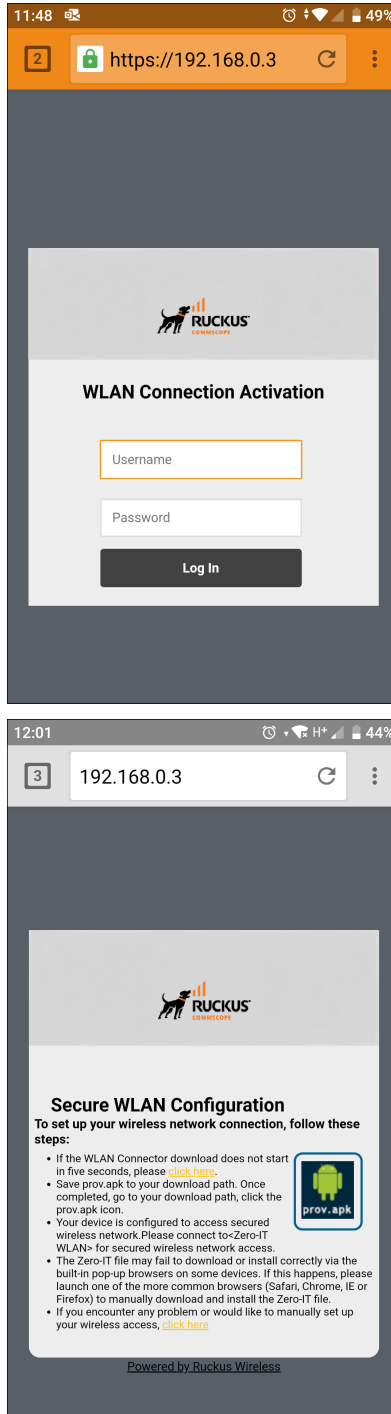 11:48
49%
2
https://192.168.0.3
RUCKUS
COMMSCOPE
WLAN Connection Activation
Username
Password
Log In
12:01
H+
44%
3
192.168.0.3
RUCKUS
COMMSCOPE
Secure WLAN Configuration
To set up your wireless network connection, follow these
steps:
• If the WLAN Connector download does not start
in five seconds, please click here.
• Save prov.apk to your download path. Once
completed, go to your download path, click the
prov.apk icon.
• Your device is configured to access secured
wireless network.Please connect to<Zero-IT
WLAN> for secured wireless network access.
prov.apk
• The Zero-IT file may fail to download or install correctly via the
built-in pop-up browsers on some devices. If this happens, please
launch one of the more common browsers (Safari, Chrome, IE or
Firefox) to manually download and install the Zero-IT file.
• If you encounter any problem or would like to manually set up
your wireless access, click here
Powered by Ruckus Wireless